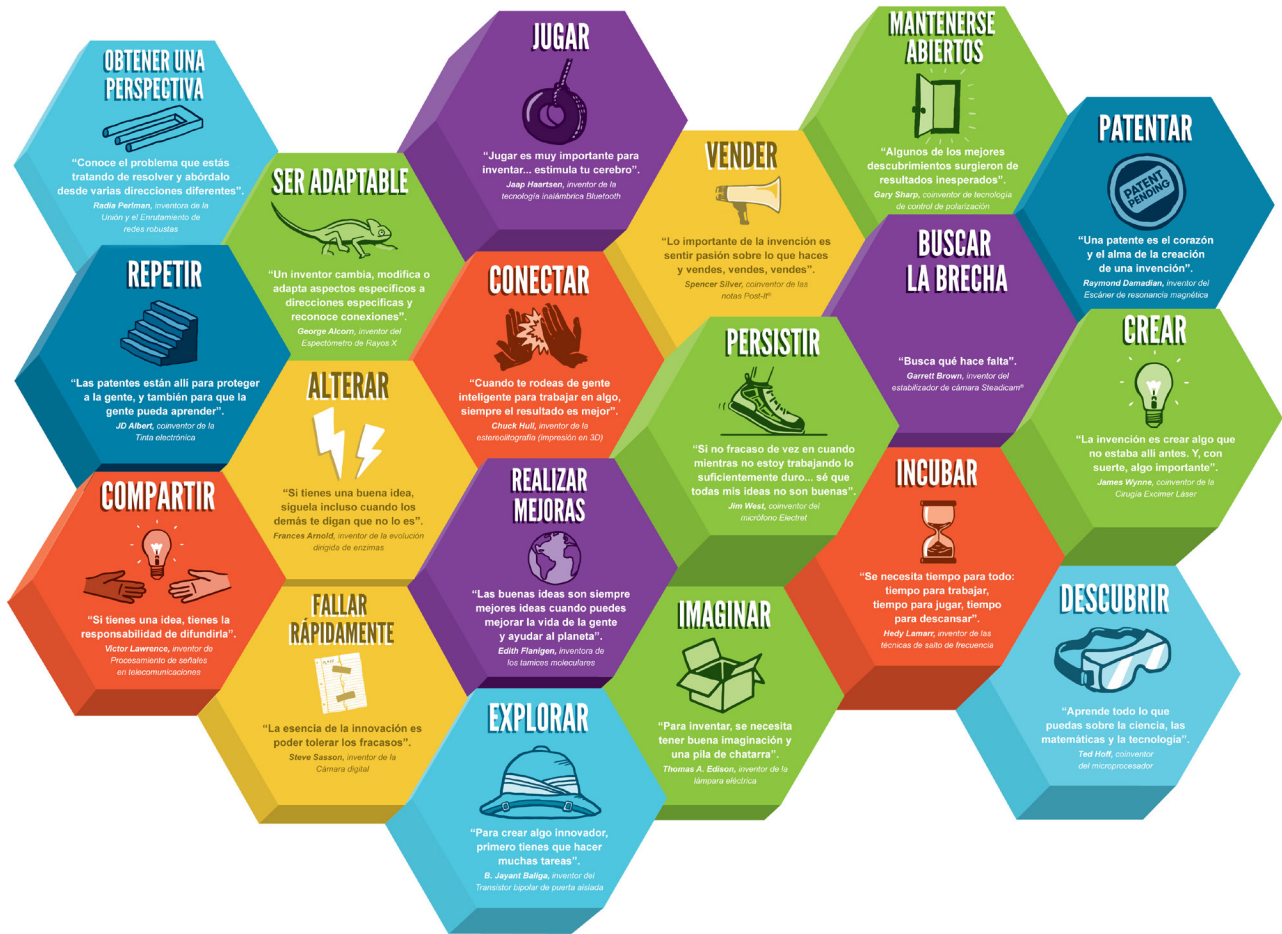 OBTENER UNA
PERSPECTIVA
“Conoce el problema que estás
tratando de resolver y abórdalo
desde varias direcciones diferentes”.
Radia Perlman, inventora de la
Unión y el Enrutamiento de
redes robustas
SER ADAPTABLE
“Un inventor cambia, modifica o
adapta aspectos específicos a
direcciones específicas y
reconoce conexiones”.
George Alcorn, inventor del
Espectómetro de Rayos X
JUGAR
“Jugar es muy importante para
inventar... estimula tu cerebro”.
Jaap Haartsen, inventor de la
tecnología inalámbrica Bluetooth
VENDER
“Lo importante de la invención es
sentir pasión sobre lo que haces
y vendes, vendes, vendes”.
Spencer Silver, coinventor de las
notas Post-it®
MANTENERSE
ABIERTOS
“Algunos de los mejores
descubrimientos surgieron de
resultados inesperados”.
Gary Sharp, coinventor de tecnología
de control de polarización
PATENTAR
PATENT
PENDING
“Una patente es el corazón
y el alma de la creación
de una invención”.
Raymond Damadian, inventor del
Escáner de resonancia magnética
REPETIR
“Las patentes están allí para proteger
a la gente, y también para que la
gente pueda aprender”.
JD Albert, coinventor de la
Tinta electrónica
ALTERAR
“Si tienes una buena idea,
síguela incluso cuando los
demás te digan que no lo es”.
Frances Arnold, inventor de la evolución
dirigida de enzimas
CONECTAR
“Cuando te rodeas de gente
inteligente para trabajar en algo,
siempre el resultado es mejor”.
Chuck Hull, inventor de la
estereolitografía (impresión en 3D)
PERSISTIR
“Si no fracaso de vez en cuando
mientras no estoy trabajando lo
suficientemente duro... sé que
todas mis ideas no son buenas”.
Jim West, coinventor del
micrófono Electret
BUSCAR
LA BRECHA
“Busca qué hace falta”.
Garrett Brown, inventor del
estabilizador de cámara Steadicam®
CREAR
“La invención es crear algo que
no estaba allí antes. Y, con
suerte, algo importante”.
James Wynne, coinventor de la
Cirugía Excimer Láser
COMPARTIR
“Si tienes una idea, tienes la
responsabilidad de difundirla”.
Victor Lawrence, inventor de
Procesamiento de señales
en telecomunicaciones
FALLAR
RÁPIDAMENTE
“La esencia de la innovación es
poder tolerar los fracasos”.
Steve Sasson, inventor de la
Cámara digital
REALIZAR
MEJORAS
“Las buenas ideas son siempre
mejores ideas cuando puedes
mejorar la vida de la gente
y ayudar al planeta”.
Edith Flanigen, inventora de
los tamices moleculares
IMAGINAR
“Para inventar, se necesita
tener buena imaginación y
una pila de chatarra”.
Thomas A. Edison, inventor de la
lámpara eléctrica
INCUBAR
“Se necesita tiempo para todo:
tiempo para trabajar,
tiempo para jugar, tiempo
para descansar”.
Hedy Lamarr, inventor de las
técnicas de salto de frecuencia
DESCUBRIR
“Aprende todo lo que
puedas sobre la ciencia, las
matemáticas y la tecnología”.
Ted Hoff, coinventor
del microprocesador
EXPLORAR
“Para crear algo innovador,
primero tienes que hacer
muchas tareas”.
B. Jayant Baliga, inventor del
Transistor bipolar de puerta aislada